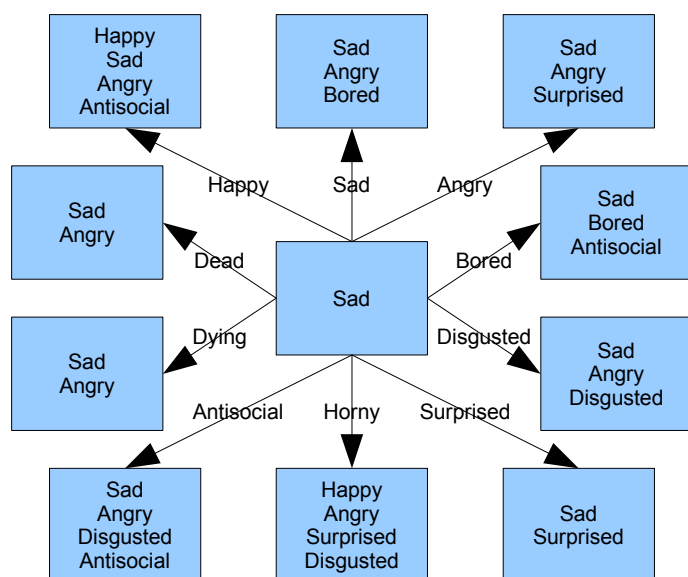 Happy
Sad
Angry
Antisocial
Sad
Angry
Bored
Sad
Angry
Surprised
Happy
Sad
Angry
Sad
Angry
Dead
Bored
Sad
Bored
Antisocial
Sad
Sad
Angry
Dying
Disgusted
Sad
Angry
Disgusted
Antisocial
Horny
Surprised
Sad
Angry
Disgusted
Antisocial
Happy
Angry
Surprised
Disgusted
Sad
Surprised